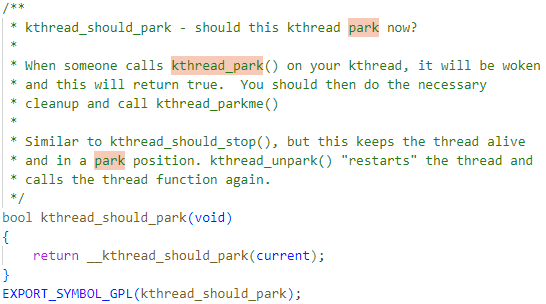 /**
 * kthread_should_park - should this kthread park now?
 *
 * When someone calls kthread_park() on your kthread, it will be woken
 * and this will return true.  You should then do the necessary
 * cleanup and call kthread_parkme()
 *
 * Similar to kthread_should_stop(), but this keeps the thread alive
 * and in a park position. kthread_unpark() "restarts" the thread and
 * calls the thread function again.
 */
bool kthread_should_park(void)
{
    return __kthread_should_park(current);
}
EXPORT_SYMBOL_GPL(kthread_should_park);